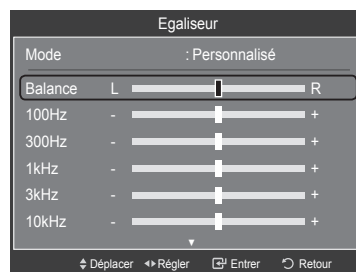 Egaliseur
Mode : Personnalisé
Balance L R
100Hz - +
300Hz - +
1kHz - +
3kHz - +
10kHz - +
Déplacer Régler Entrer Retour